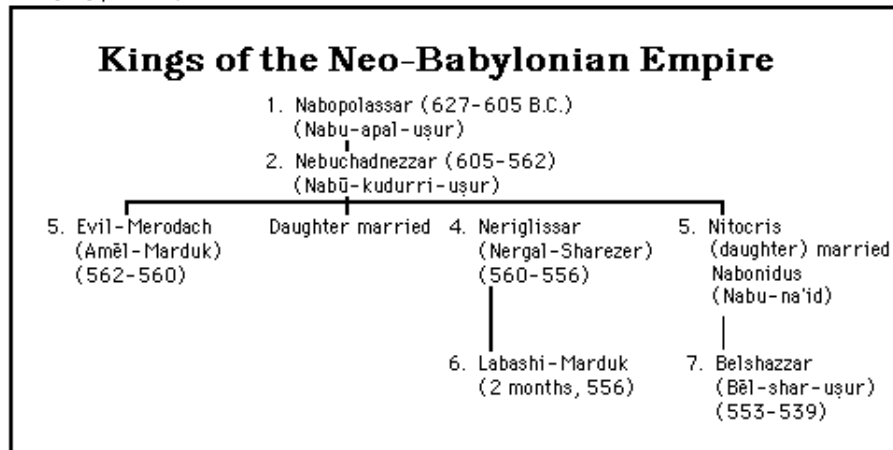 Kings of the Neo-Babylonian Empire
1. Nabopolassar (627-605 B.C.)
(Nabu-apal-uṣur)
2. Nebuchadnezzar (605-562)
(Nabū-kudurri-uṣur)
5. Evil-Merodach
(Amēl-Marduk)
(562-560)
Daughter married
4. Neriglissar
(Nergal-Sharezer)
(560-556)
5. Nitocris
(daughter) married
Nabonidus
(Nabu-na'id)
6. Labashi-Marduk
(2 months, 556)
7. Belshazzar
(Bēl-shar-uṣur)
(553-539)